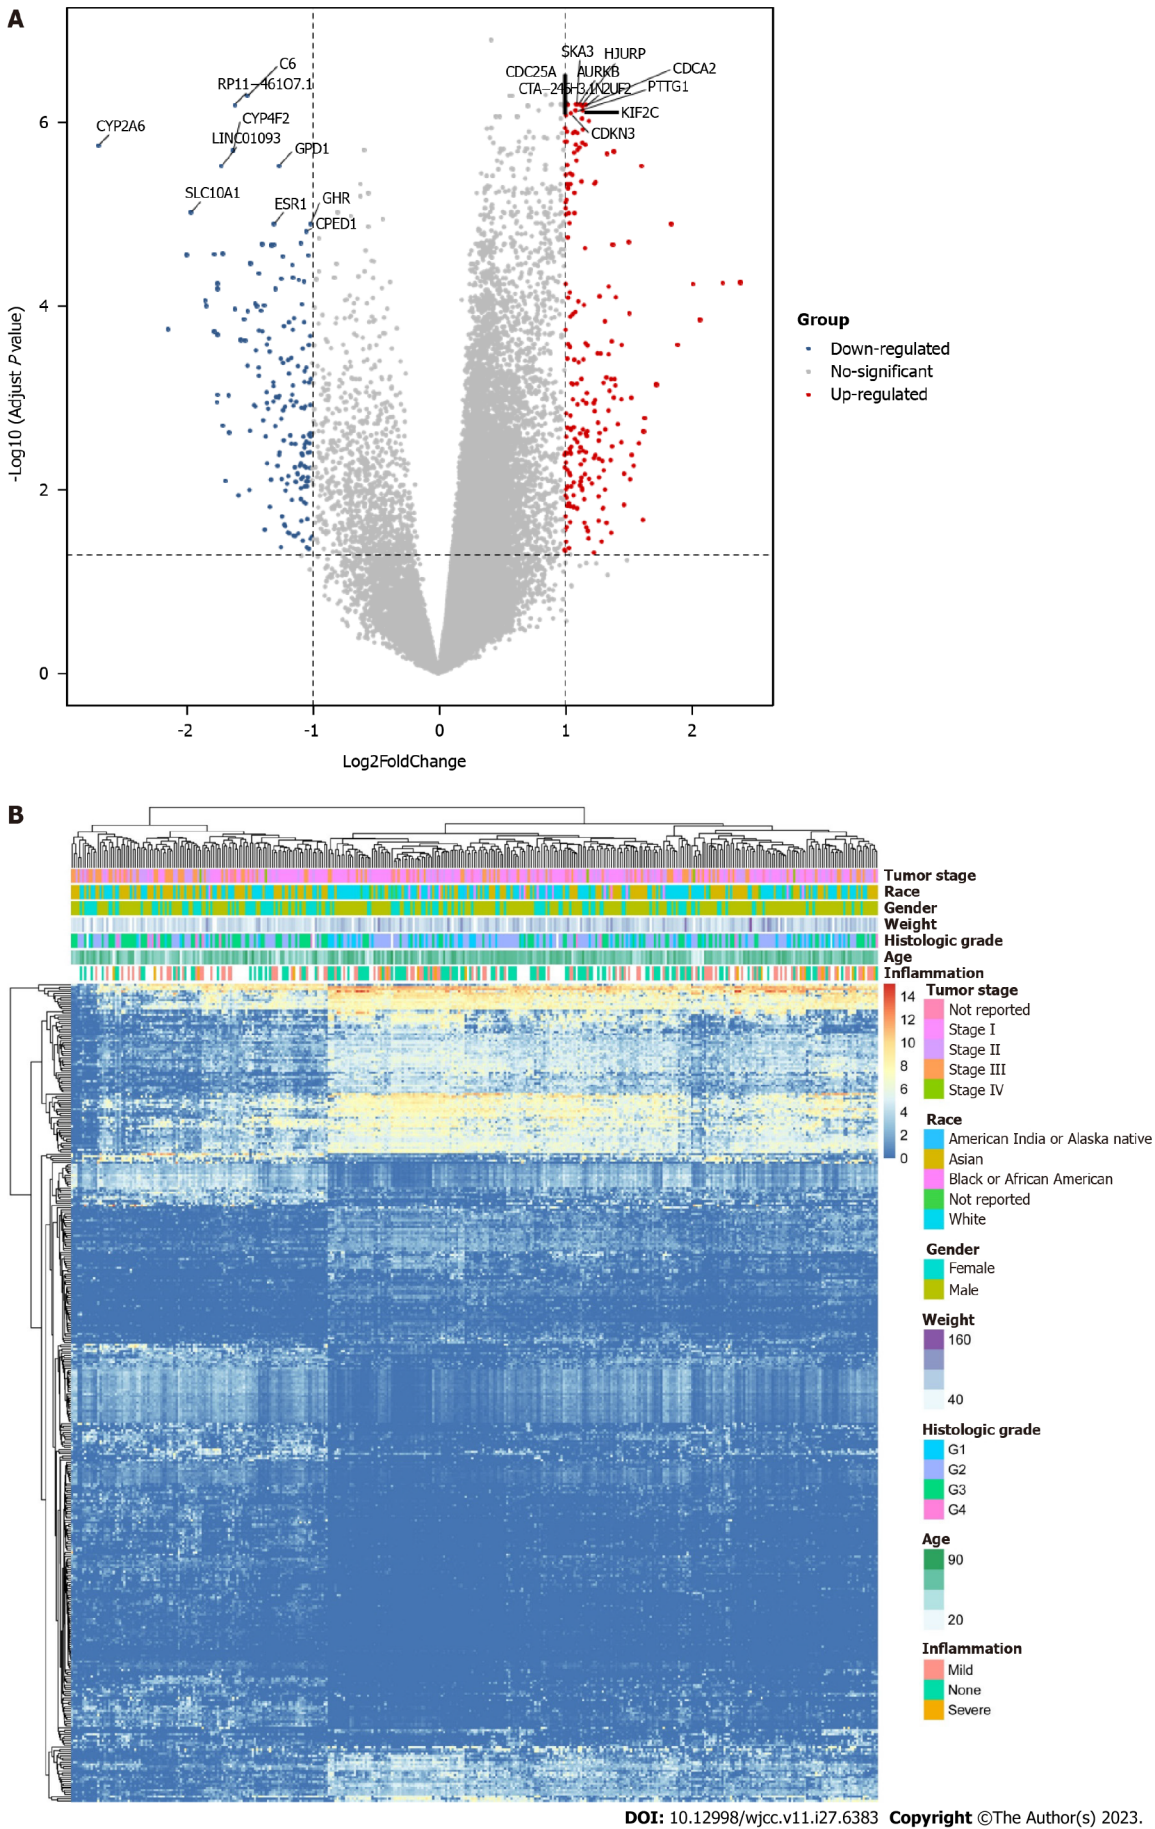 A
C6
RP11-461O7.1
CYP2A6
CYP4F2
LINC01093
GPD1
SLC10A1
ESR1
GHR
CPED1
SKA3
HJURP
CDC25A
AURKB
CDCA2
CTA-246H3.1
N2UF2
PTTG1
KIF2C
CDKN3
6
4
2
0
-Log10 (Adjust P value)
-2
-1
0
1
2
Log2FoldChange
Group
Down-regulated
No-significant
Up-regulated
B
Tumor stage
Race
Gender
Weight
Histologic grade
Age
Inflammation
14
12
10
8
6
4
2
0
Tumor stage
Not reported
Stage I
Stage II
Stage III
Stage IV
Race
American India or Alaska native
Asian
Black or African American
Not reported
White
Gender
Female
Male
Weight
160
40
Histologic grade
G1
G2
G3
G4
Age
90
20
Inflammation
Mild
None
Severe
DOI: 10.12998/wjcc.v11.i27.6383 Copyright ©The Author(s) 2023.